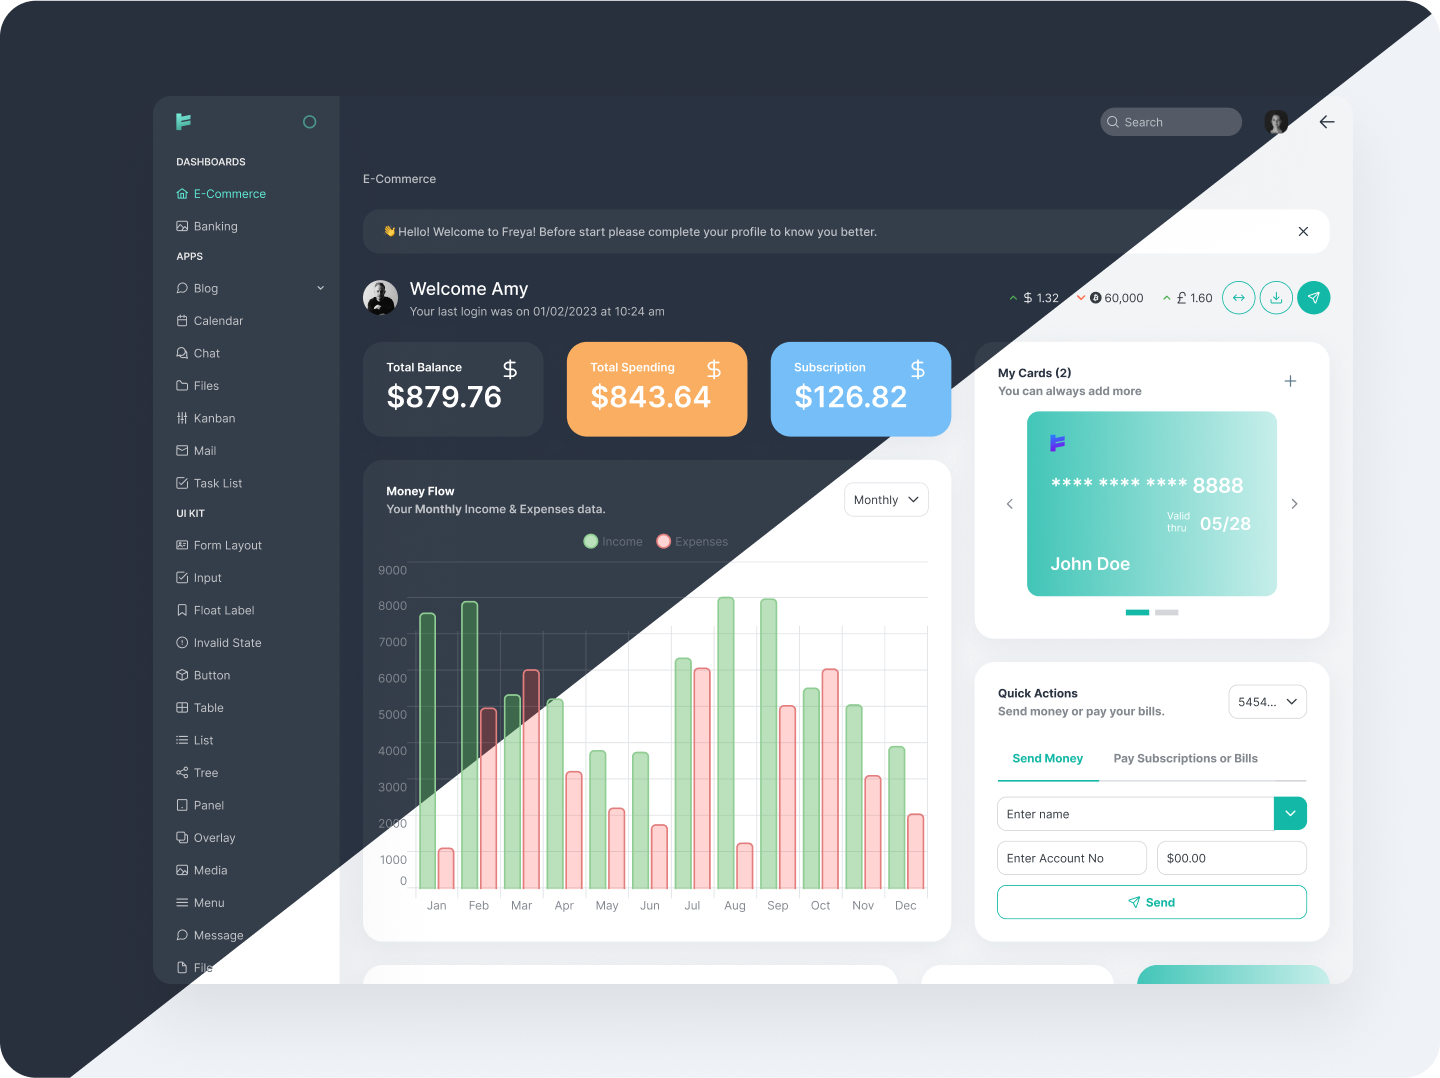 Search
DASHBOARDS
E-Commerce
Banking
APPS
Blog
Calendar
Chat
Files
Kanban
Mail
Task List
UI KIT
Form Layout
Input
Float Label
Invalid State
Button
Table
List
Tree
Panel
Overlay
Media
Menu
Message
File
E-Commerce
👋Hello! Welcome to Freya! Before start please complete your profile to know you better.
Welcome Amy
Your last login was on 01/02/2023 at 10:24 am
$ 1.32
60,000
£ 1.60
Total Balance
$
$879.76
Total Spending
$
$843.64
Subscription
$
$126.82
Money Flow
Your Monthly Income & Expenses data.
Monthly
Income
Expenses
9000
8000
7000
6000
5000
4000
3000
2000
1000
0
Jan Feb Mar Apr May Jun Jul Aug Sep Oct Nov Dec
My Cards (2)
You can always add more
**** **** **** 8888
Valid
thru
05/28
John Doe
Quick Actions
Send money or pay your bills.
5454...
Send Money
Pay Subscriptions or Bills
Enter name
Enter Account No
$00.00
Send